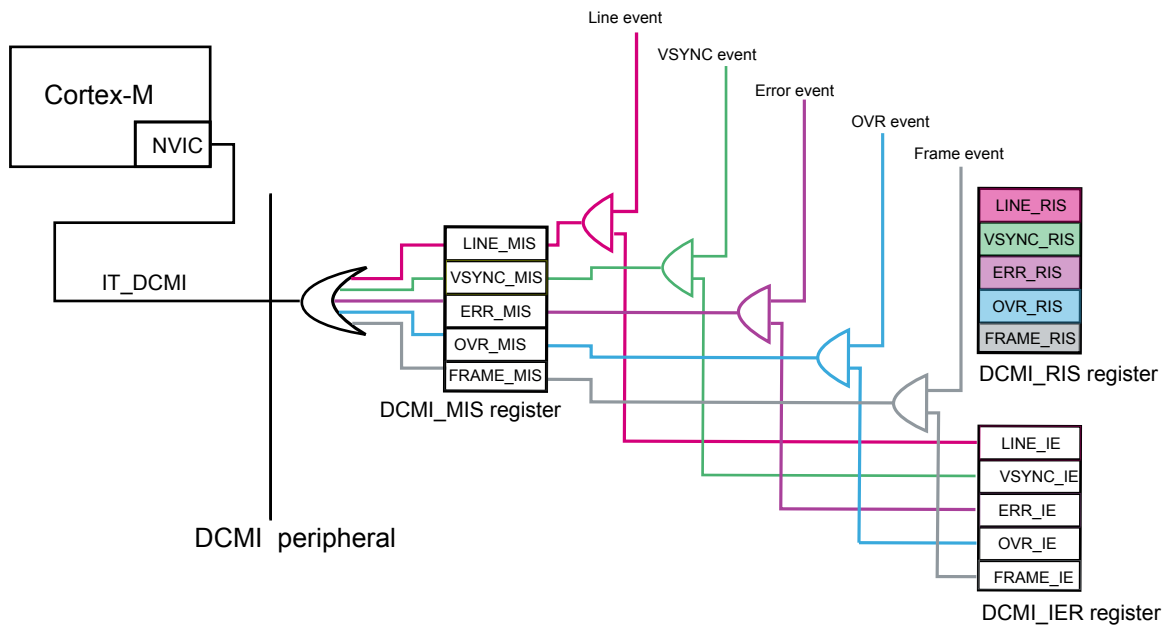 Line event
VSYNC event
Error event
OVR event
Frame event
Cortex-M
NVIC
IT_DCMI
DCMI peripheral
LINE_MIS
VSYNC_MIS
ERR_MIS
OVR_MIS
FRAME_MIS
DCMI_MIS register
LINE_RIS
VSYNC_RIS
ERR_RIS
OVR_RIS
FRAME_RIS
DCMI_RIS register
LINE_IE
VSYNC_IE
ERR_IE
OVR_IE
FRAME_IE
DCMI_IER register